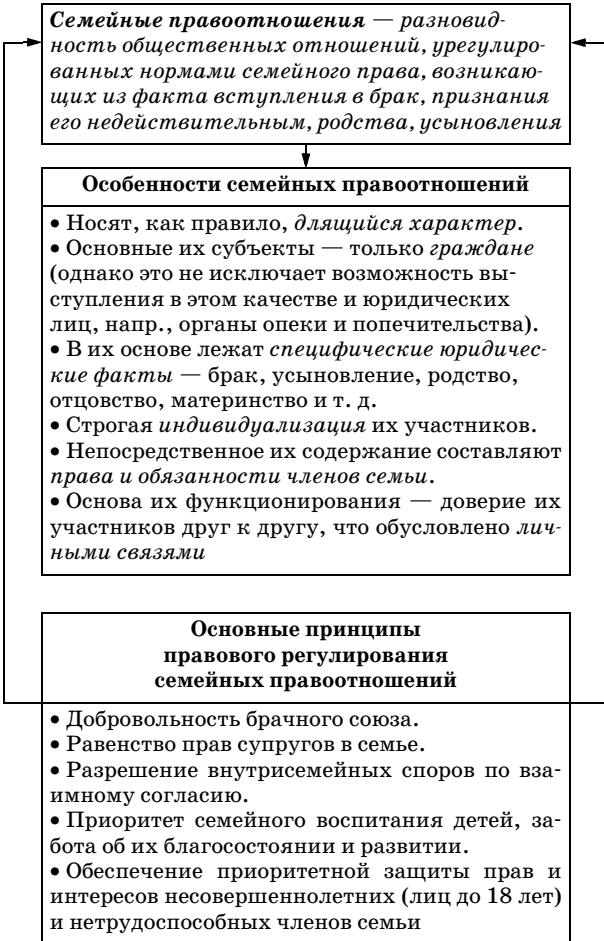 Семейные правоотношения — разновид-
ность общественных отношений, урегулиро-
ванных нормами семейного права, возникаю-
щих из факта вступления в брак, признания
его недействительным, родства, усыновления
Особенности семейных правоотношений
• Носят, как правило, длящийся характер.
• Основные их субъекты — только граждане
(однако это не исключает возможность вы-
ступления в этом качестве и юридических
лиц, напр., органы опеки и попечительства).
• В их основе лежат специфические юридичес-
кие факты — брак, усыновление, родство,
отцовство, материнство и т. д.
• Строгая индивидуализация их участников.
• Непосредственное их содержание составляют
права и обязанности членов семьи.
• Основа их функционирования — доверие их
участников друг к другу, что обусловлено лич-
ными связями
Основные принципы
правового регулирования
семейных правоотношений
• Добровольность брачного союза.
• Равенство прав супругов в семье.
• Разрешение внутрисемейных споров по вза-
имному согласию.
• Приоритет семейного воспитания детей, за-
бота об их благосостоянии и развитии.
• Обеспечение приоритетной защиты прав и
интересов несовершеннолетних (лиц до 18 лет)
и нетрудоспособных членов семьи